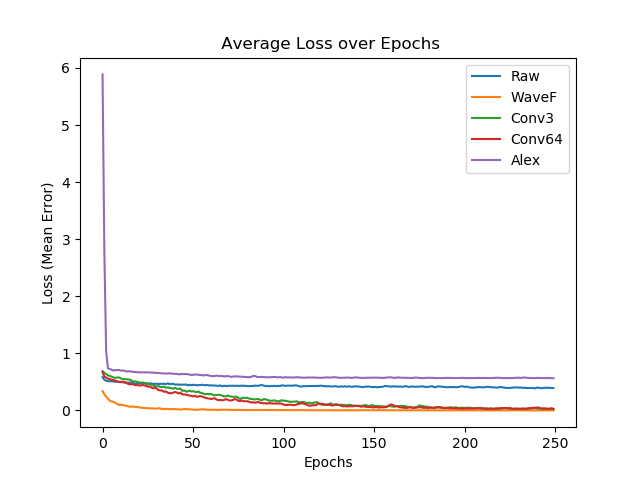 Average Loss over Epochs
Loss (Mean Error)
6
5
4
3
2
1
0
Raw
WaveF
Conv3
Conv64
Alex
0 50 100 150 200 250
Epochs